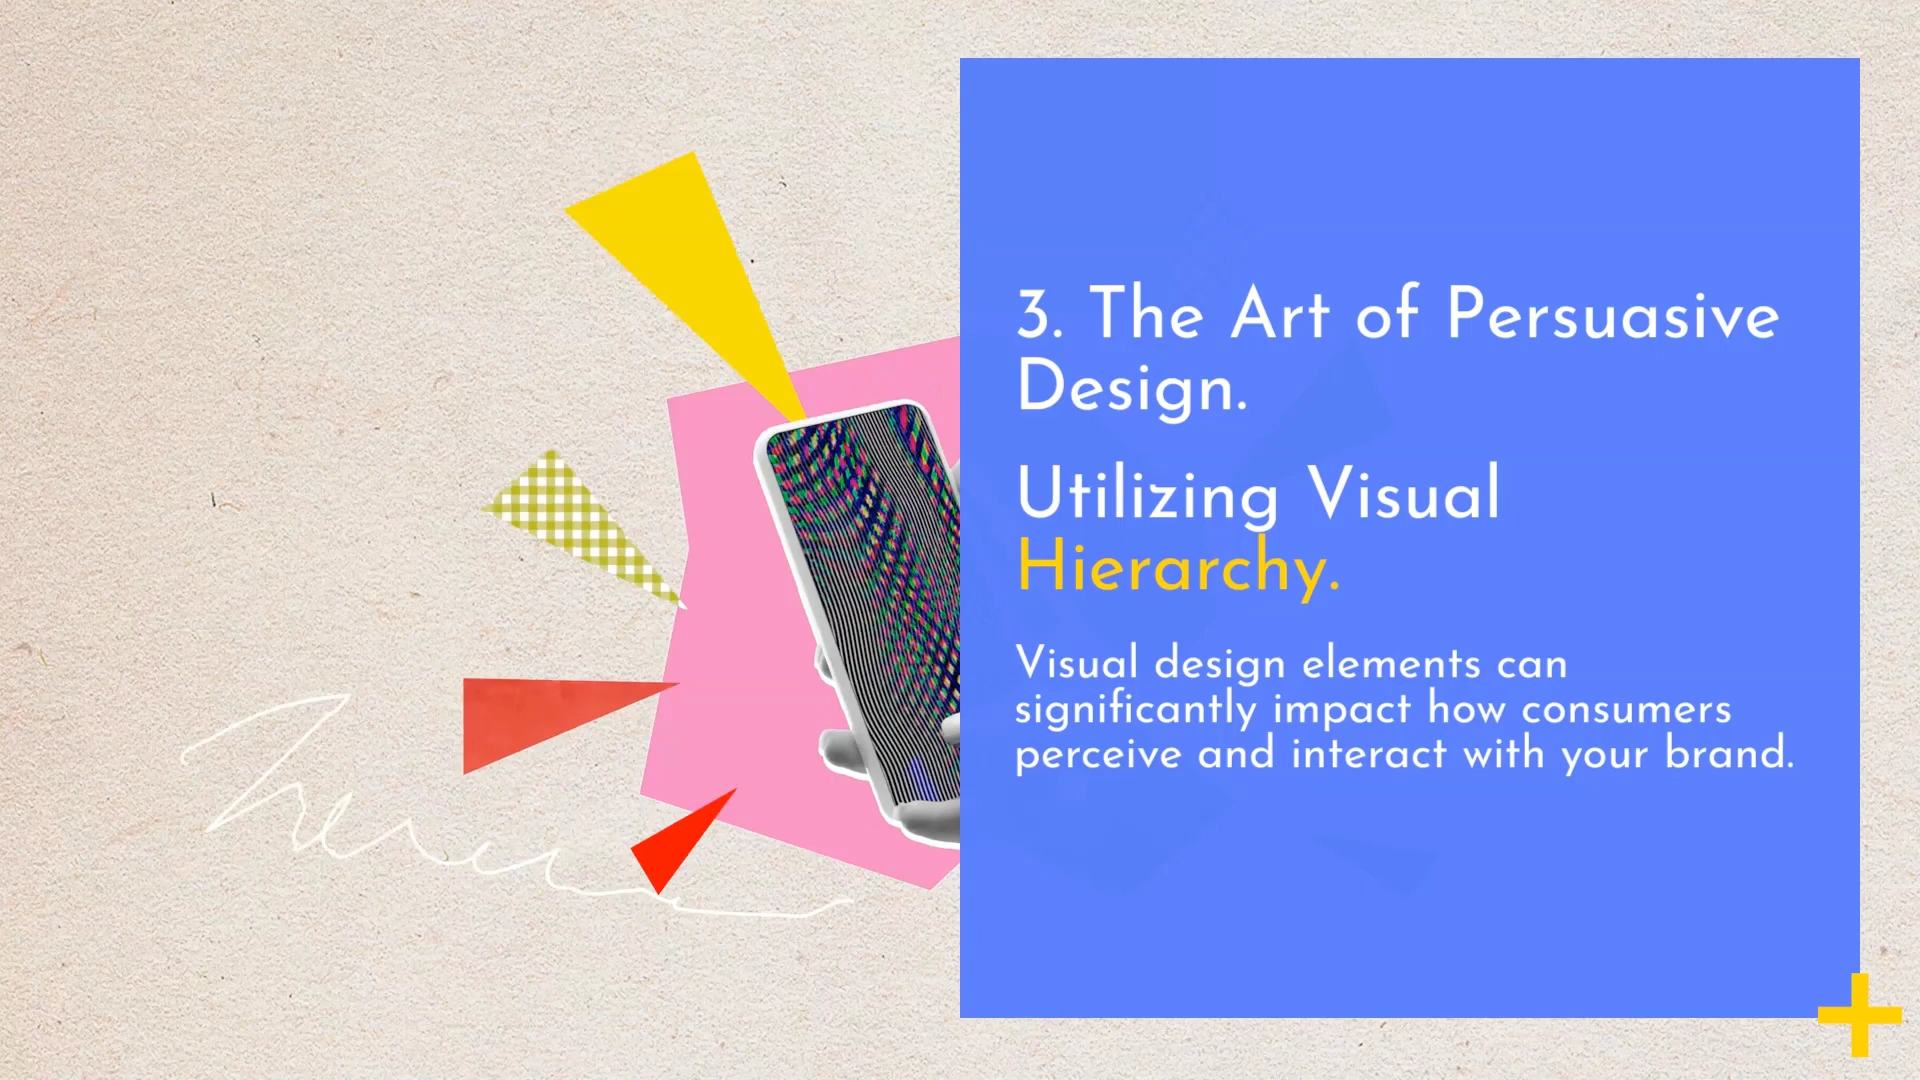 3. The Art of Persuasive
Design.
Utilizing Visual
Hierarchy.
Visual design elements can
significantly impact how consumers
perceive and interact with your brand.